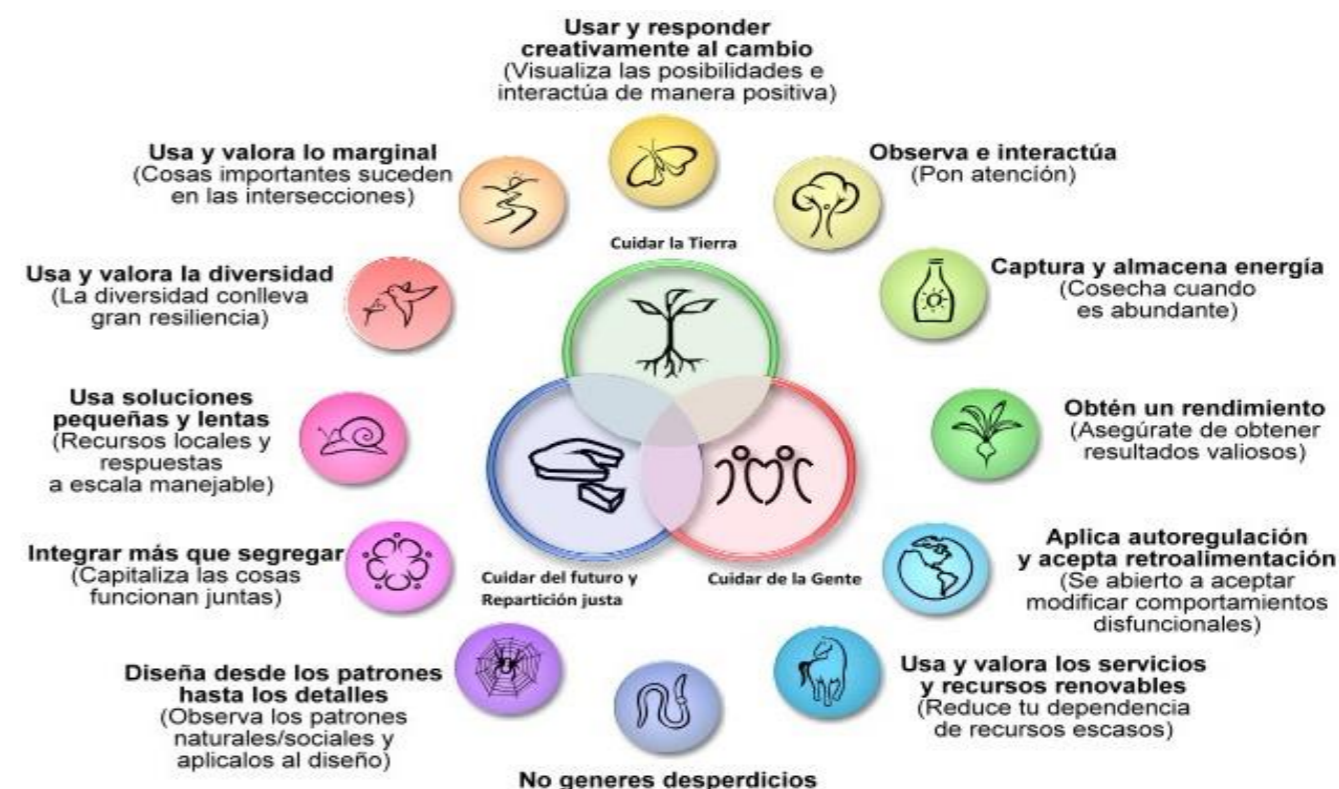 Usar y responder
creativamente al cambio
(Visualiza las posibilidades e
interactúa de manera positiva)
Observa e interactúa
(Pon atención)
Captura y almacena energía
(Cosecha cuando
es abundante)
Obtén un rendimiento
(Asegúrate de obtener
resultados valiosos)
Aplica autoregulación
y acepta retroalimentación
(Se abierto a aceptar
modificar comportamientos
disfuncionales)
Usa y valora los servicios
y recursos renovables
(Reduce tu dependencia
de recursos escasos)
No generes desperdicios
Diseña desde los patrones
hasta los detalles
(Observa los patrones
naturales/sociales y
aplicalos al diseño)
Integrar más que segregar
(Capitaliza las cosas
funcionan juntas)
Usa soluciones
pequeñas y lentas
(Recursos locales y
respuestas
a escala manejable)
Usa y valora la diversidad
(La diversidad conlleva
gran resiliencia)
Usa y valora lo marginal
(Cosas importantes suceden
en las intersecciones)
Cuidar la Tierra
Cuidar del futuro y
Repartición justa
Cuidar de la Gente